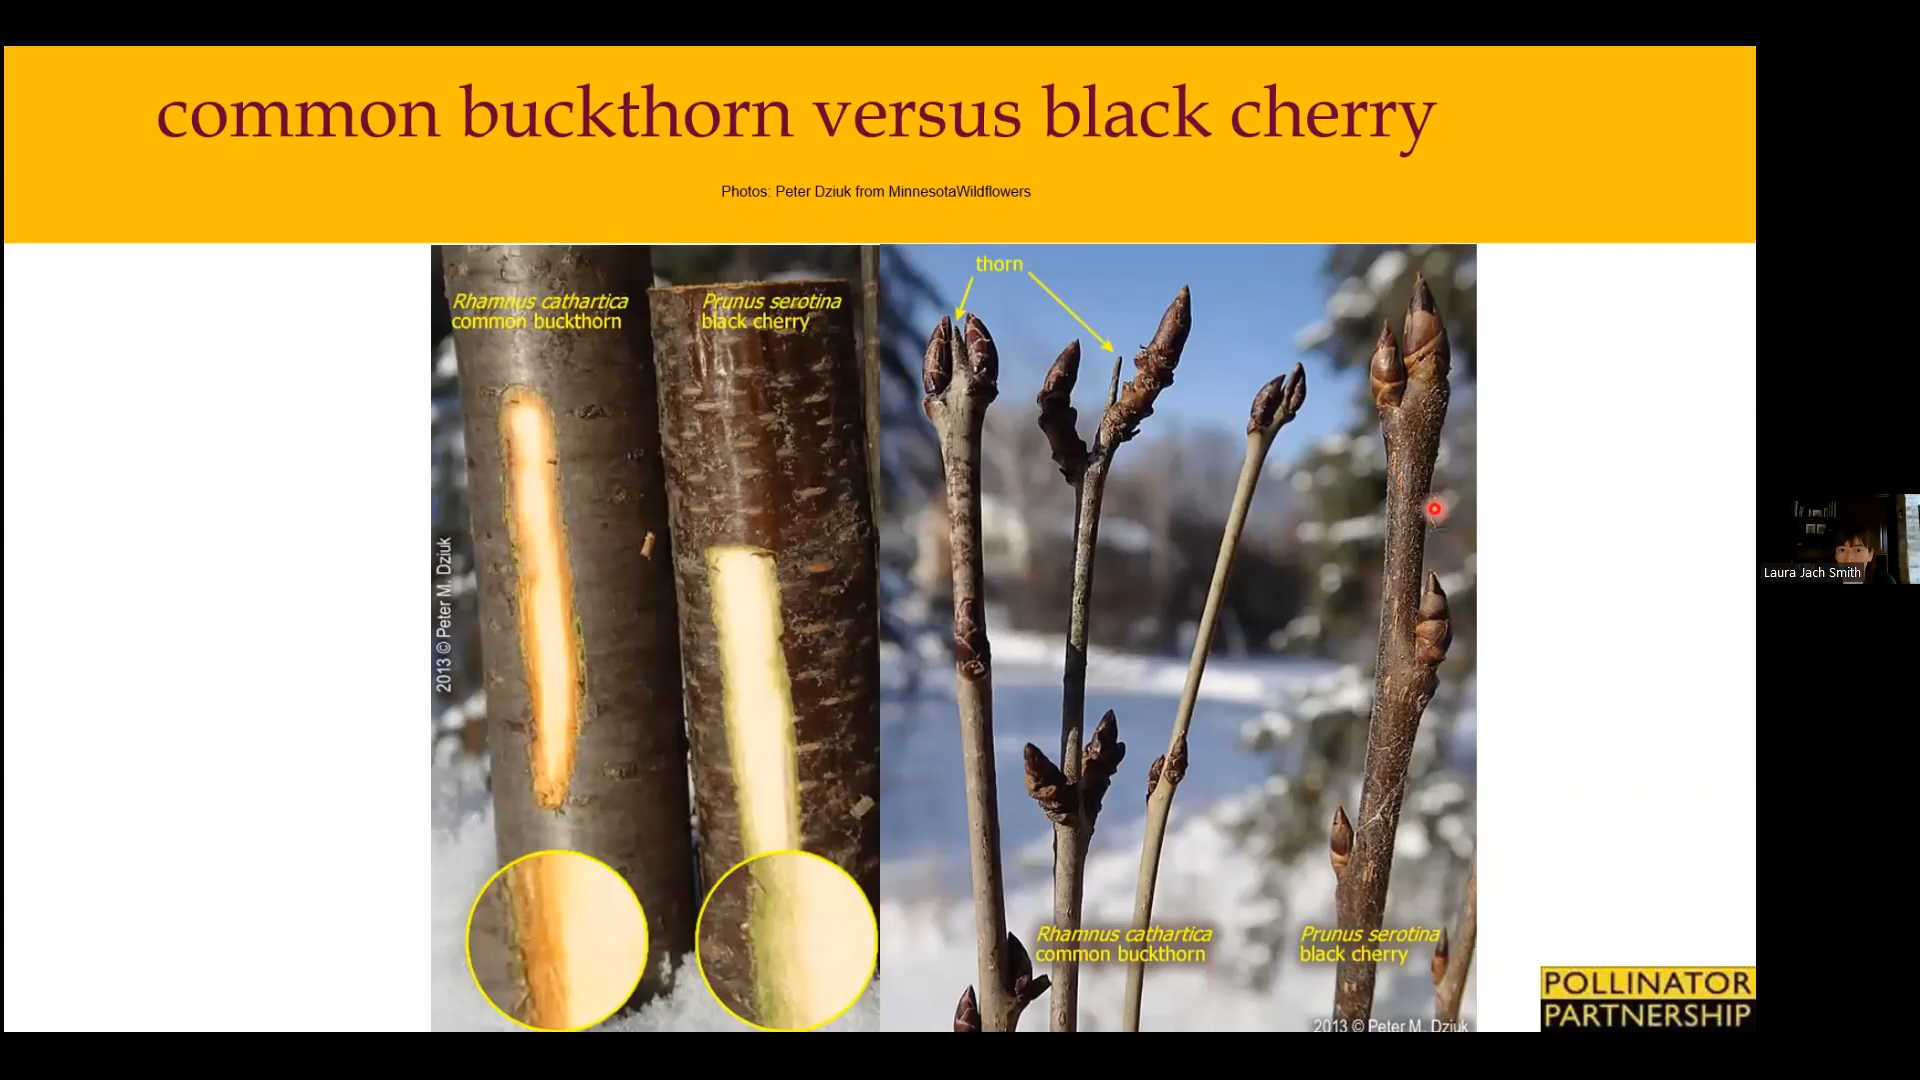 common buckthorn versus black cherry
Photos: Peter Dziuk from MinnesotaWildflowers
Rhamnus cathartica
common buckthorn
Prunus serotina
black cherry
2013 © Peter M. Dziuk
thorn
Rhamnus cathartica
common buckthorn
Prunus serotina
black cherry
2013 © Peter M. Dziuk
POLLINATOR
PARTNERSHIP
Laura Jach Smith